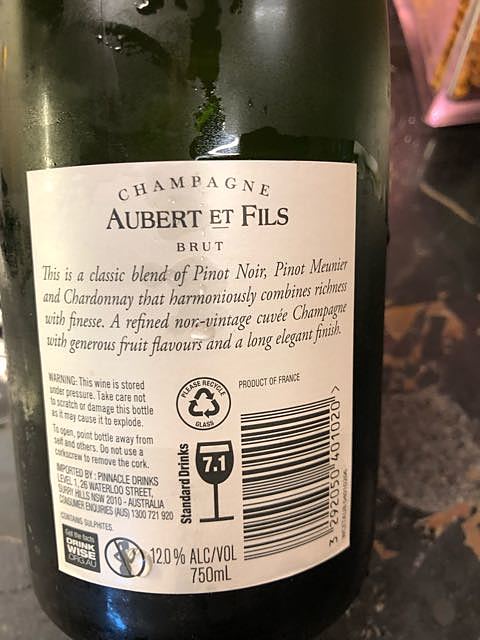 CHAMPAGNE
AUBERT ET FILS
BRUT
This is a classic blend of Pinot Noir, Pinot Meunier
and Chardonnay that harmoniously combines richness
with finesse. A refined non-vintage cuvée Champagne
with generous fruit flavours and a long elegant finish.
WARNING: This wine is stored
under pressure. Take care not
to scratch or damage this bottle
as it may cause it to explode.
To open, point bottle away from
self and others. Do not use a
corkscrew to remove the cork.
IMPORTED BY: PINNACLE DRINKS
LEVEL 1, 26 WATERLOO STREET,
SURRY HILLS NSW 2010 - AUSTRALIA
CONSUMER ENQUIRIES (AUS) 1300 721 920
CONTAINS SULPHITES.
Get the facts
DRINK
WISE
.ORG.AU
PLEASE RECYCLE
GLASS
Standard Drinks
7.1
12.0 % ALC/VOL
750mL
PRODUCT OF FRANCE
3 292050 401020 >